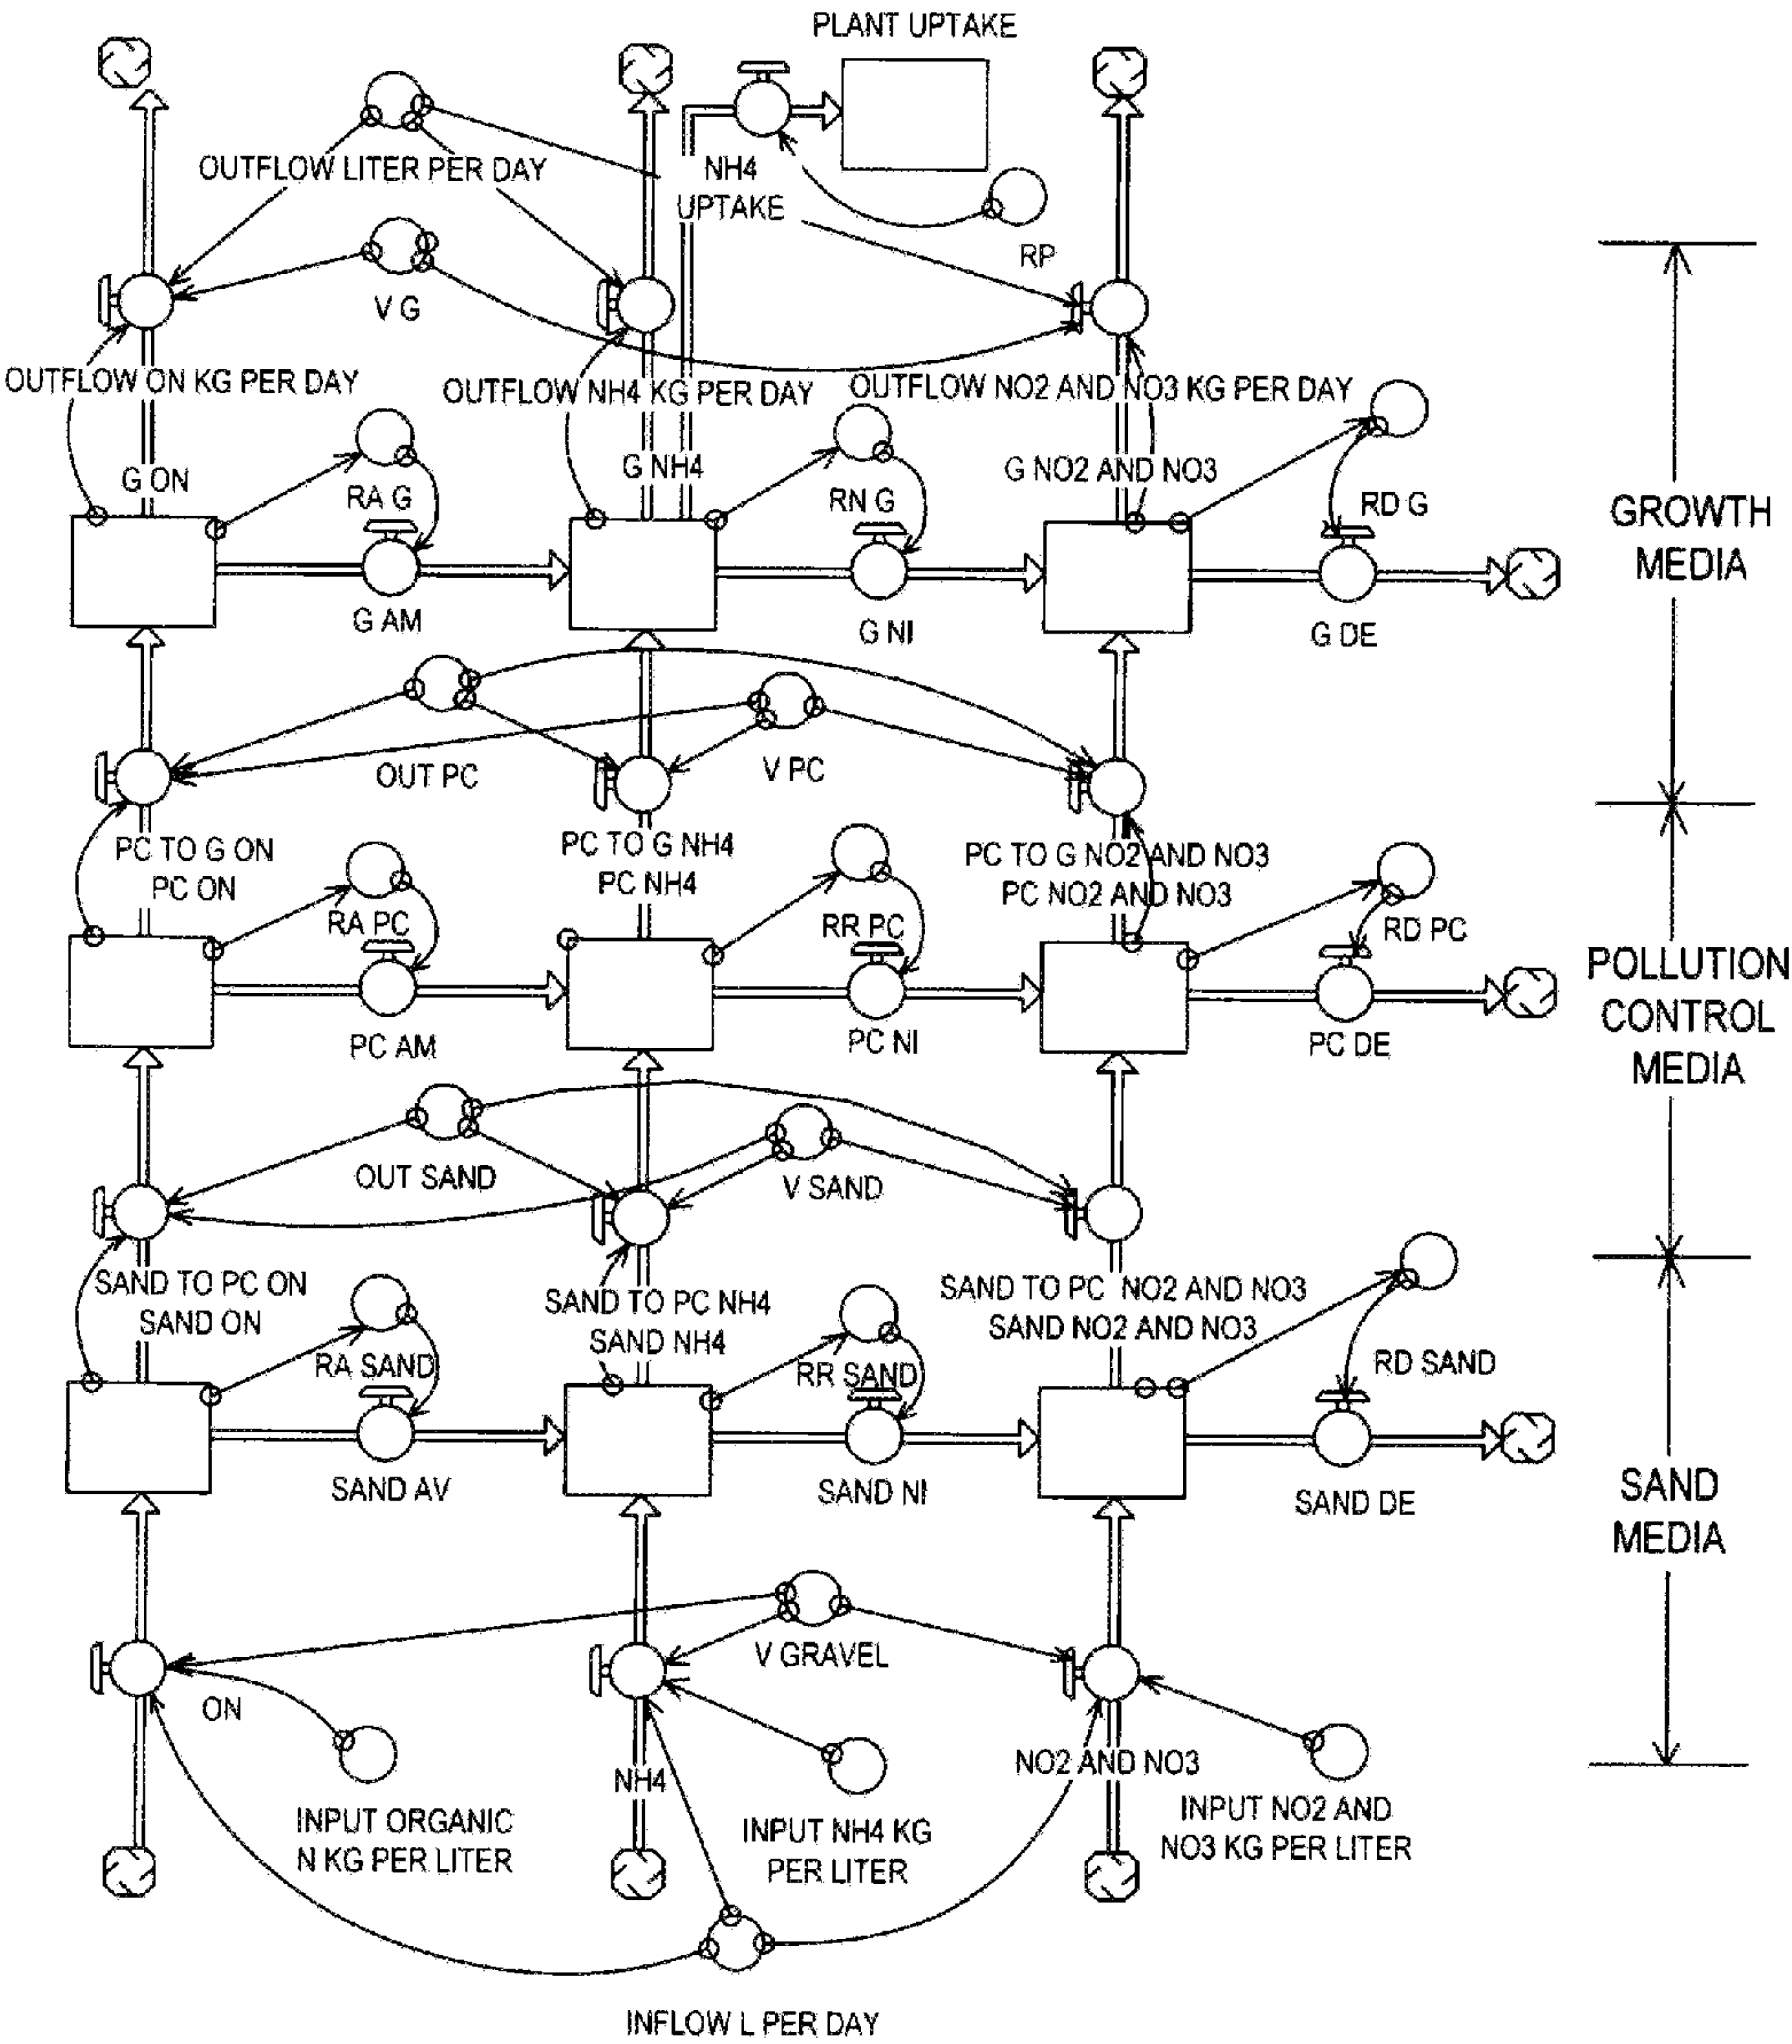 PLANT UPTAKE
OUTFLOW LITER PER DAY
NH4
UPTAKE
RP
V G
OUTFLOW ON KG PER DAY
OUTFLOW NH4 KG PER DAY
OUTFLOW NO2 AND NO3 KG PER DAY
G ON
RA G
G NH4
RN G
G NO2 AND NO3
RD G
GROWTH
MEDIA
G AM
G NI
G DE
OUT PC
V PC
PC TO G ON
PC ON
PC TO G NH4
PC NH4
PC TO G NO2 AND NO3
PC NO2 AND NO3
RA PC
RR PC
RD PC
POLLUTION
CONTROL
MEDIA
PC AM
PC NI
PC DE
OUT SAND
V SAND
SAND TO PC ON
SAND ON
SAND TO PC NH4
SAND NH4
SAND TO PC NO2 AND NO3
SAND NO2 AND NO3
RA SAND
RR SAND
RD SAND
SAND AV
SAND NI
SAND DE
SAND
MEDIA
V GRAVEL
ON
NH4
NO2 AND NO3
INPUT ORGANIC
N KG PER LITER
INPUT NH4 KG
PER LITER
INPUT NO2 AND
NO3 KG PER LITER
INFLOW L PER DAY